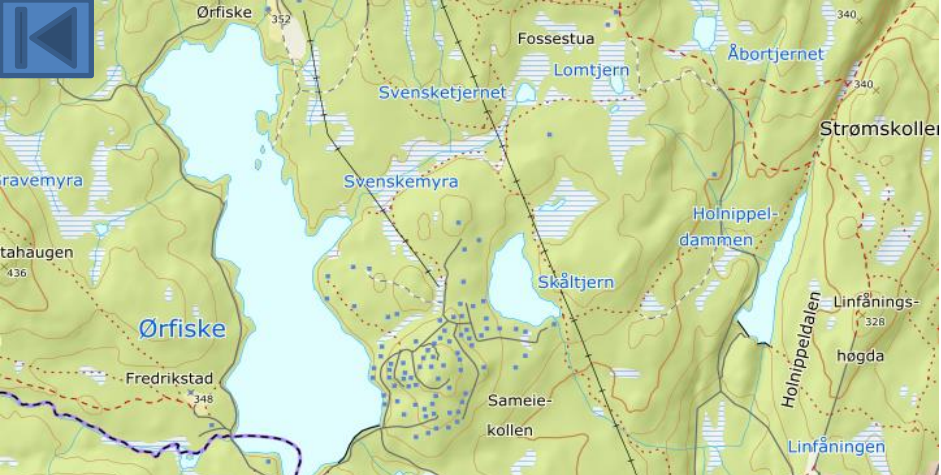 Ørfiske
352
340
Fossestua
Åbortjernet
Lomtjern
Svensketjernet
340
Strømskollen
ravemyra
Svenskemyra
Holnippel-
dammen
tahaugen
436
Skåltjern
Ørfiske
Holnippeldalen
Linfånings-
328
høgda
Fredrikstad
348
Sameie-
kollen
Linfåningen